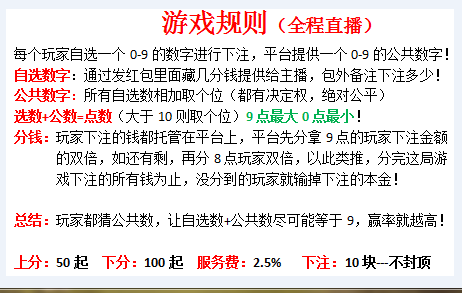 游戏规则（全程直播）
每个玩家自选一个 0-9 的数字进行下注，平台提供一个 0-9 的公共数字！
自选数字：通过发红包里面藏几分钱提供给主播，包外备注下注多少！
公共数字：所有自选数相加取个位（都有决定权，绝对公平）
选数+公数=点数（大于 10 则取个位）9 点最大 0 点最小！
分钱：玩家下注的钱都托管在平台上，平台先分拿 9 点的玩家下注金额
的双倍，如还有剩，再分 8 点玩家双倍，以此类推，分完这局游
戏下注的所有钱为止，没分到的玩家就输掉下注的本金！
总结：玩家都猜公共数，让自选数+公共数尽可能等于 9，赢率就越高！
上分：50 起 下分：100 起 服务费：2.5% 下注：10 块---不封顶